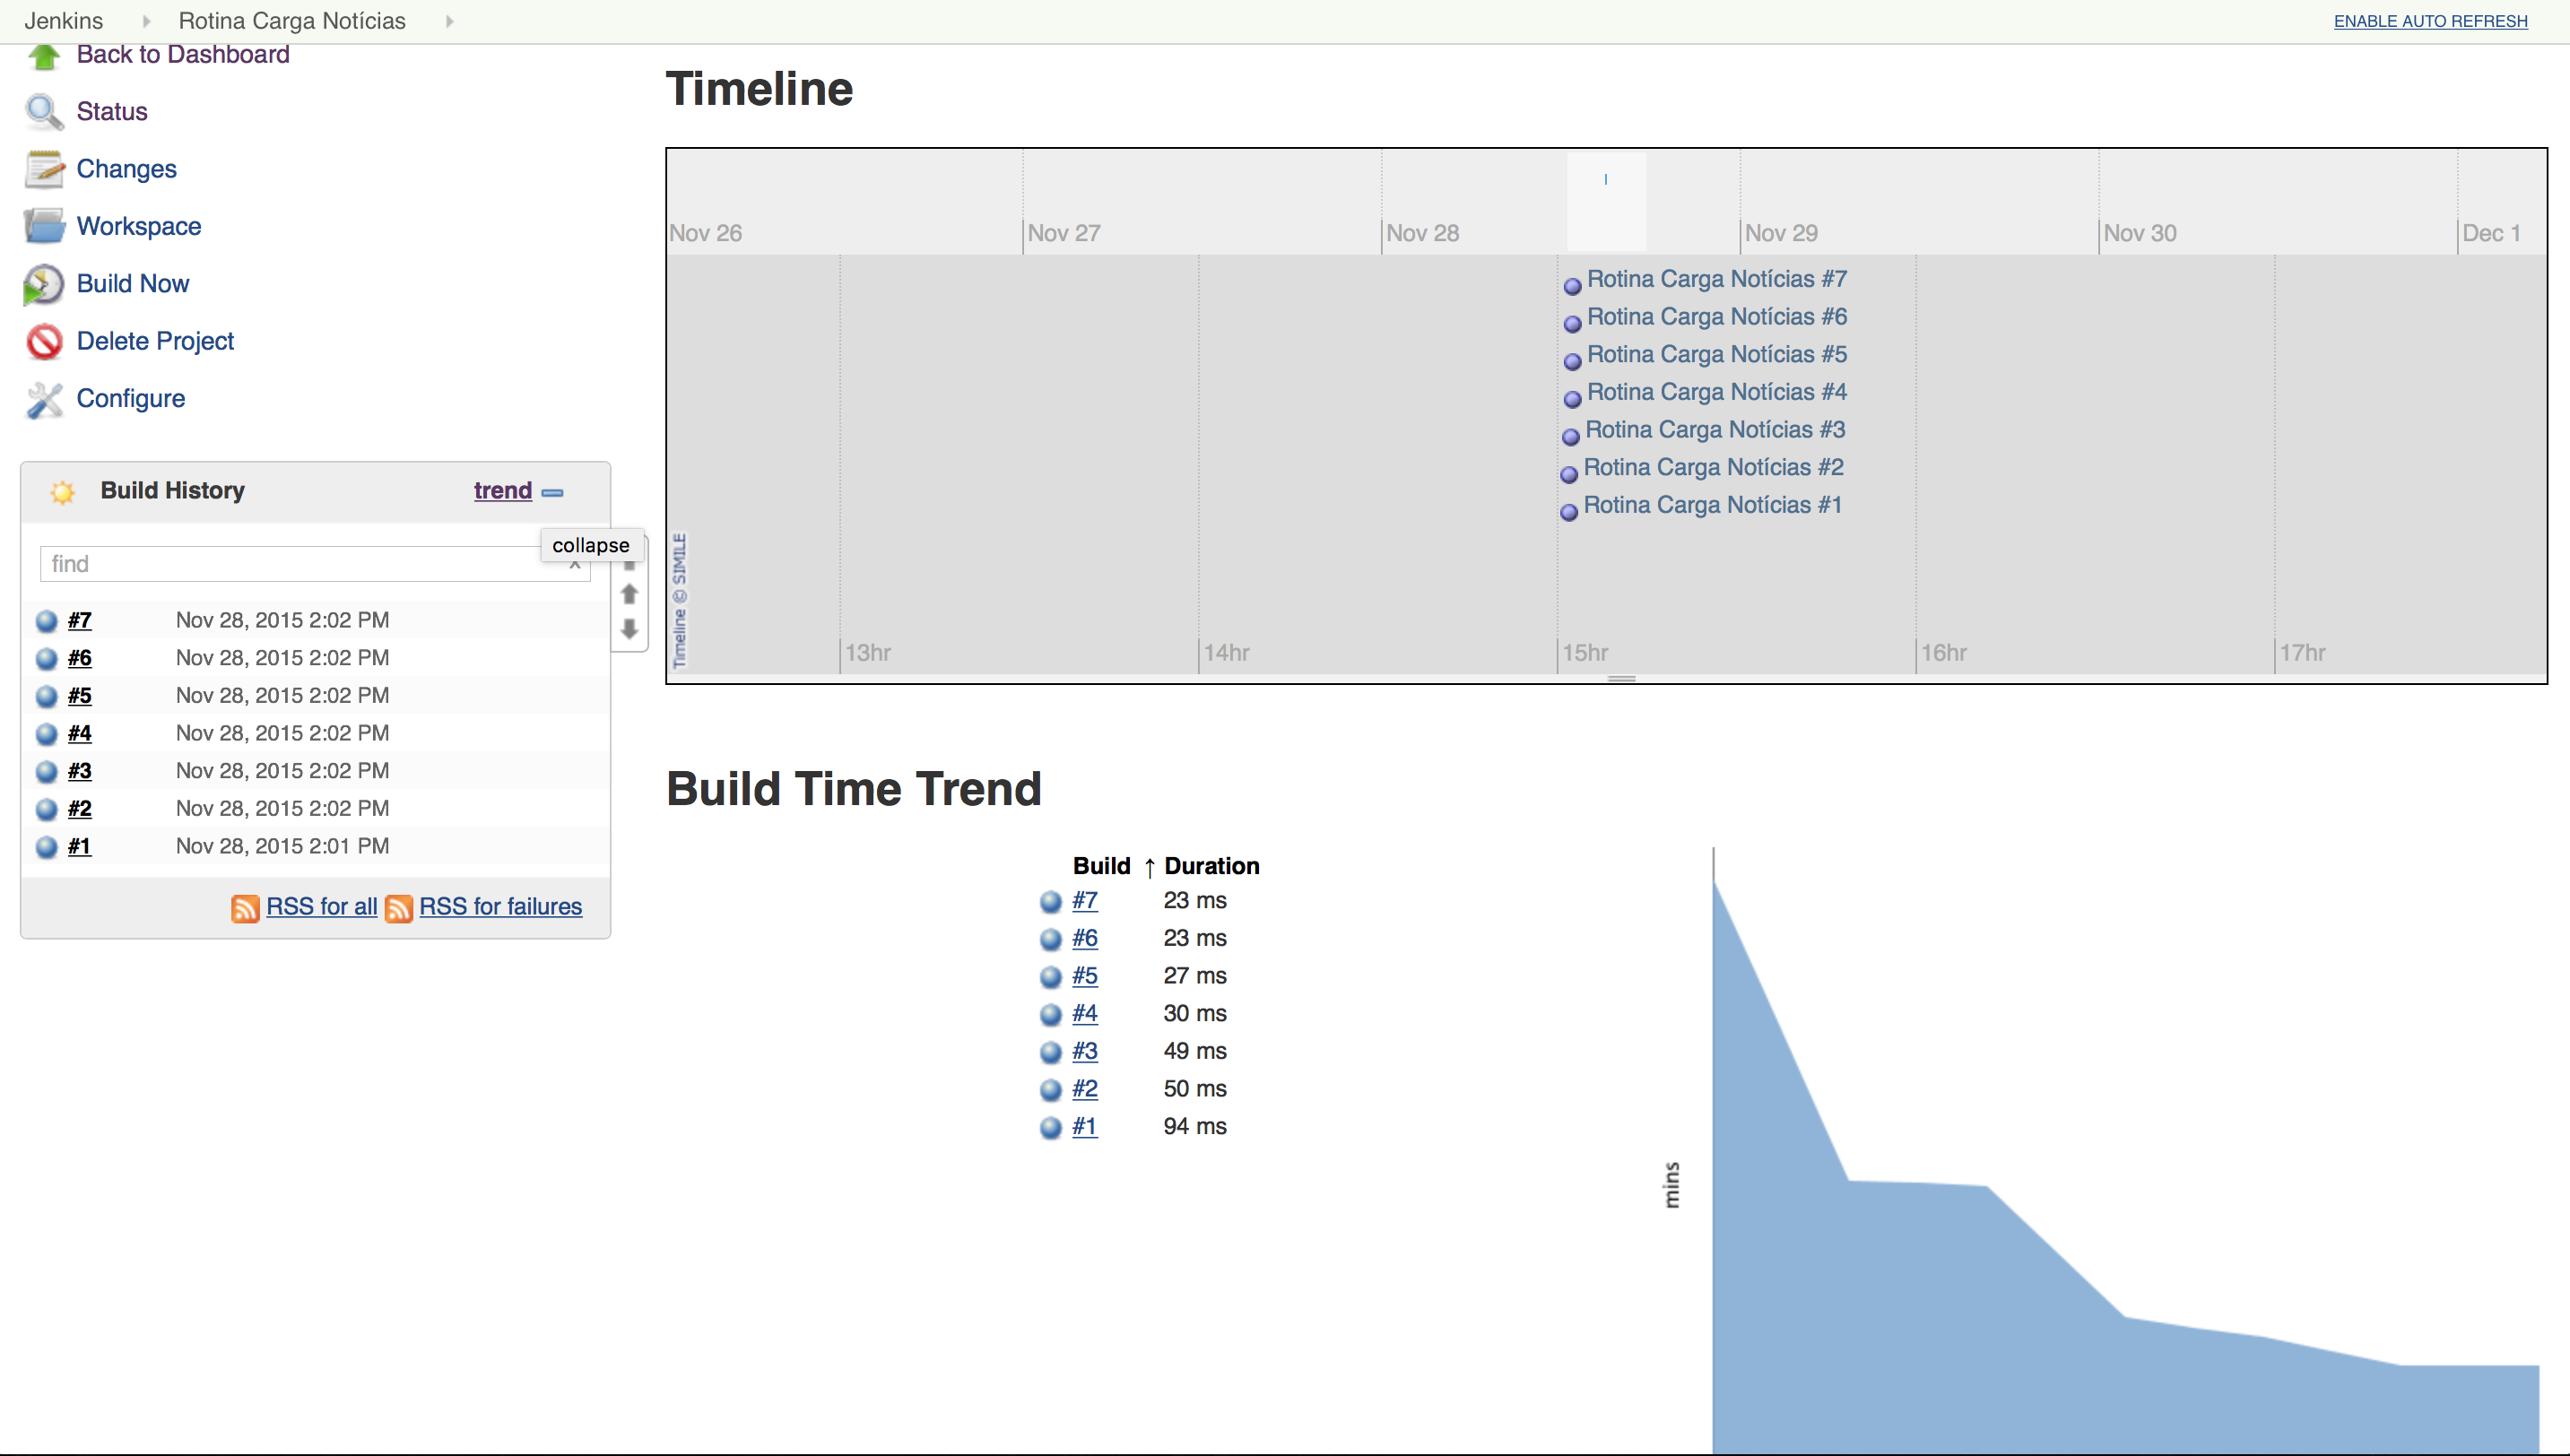 Jenkins Rotina Carga Notícias ENABLE AUTO REFRESH
Back to Dashboard
Status
Changes
Workspace
Build Now
Delete Project
Configure
Build History trend
collapse
find x
#7 Nov 28, 2015 2:02 PM
#6 Nov 28, 2015 2:02 PM
#5 Nov 28, 2015 2:02 PM
#4 Nov 28, 2015 2:02 PM
#3 Nov 28, 2015 2:02 PM
#2 Nov 28, 2015 2:02 PM
#1 Nov 28, 2015 2:01 PM
RSS for all RSS for failures
Timeline
Nov 26 Nov 27 Nov 28 Nov 29 Nov 30 Dec 1
Rotina Carga Notícias #7
Rotina Carga Notícias #6
Rotina Carga Notícias #5
Rotina Carga Notícias #4
Rotina Carga Notícias #3
Rotina Carga Notícias #2
Rotina Carga Notícias #1
Timeline © SIMILE
13hr 14hr 15hr 16hr 17hr
Build Time Trend
Build ↑ Duration
#7 23 ms
#6 23 ms
#5 27 ms
#4 30 ms
#3 49 ms
#2 50 ms
#1 94 ms
mins